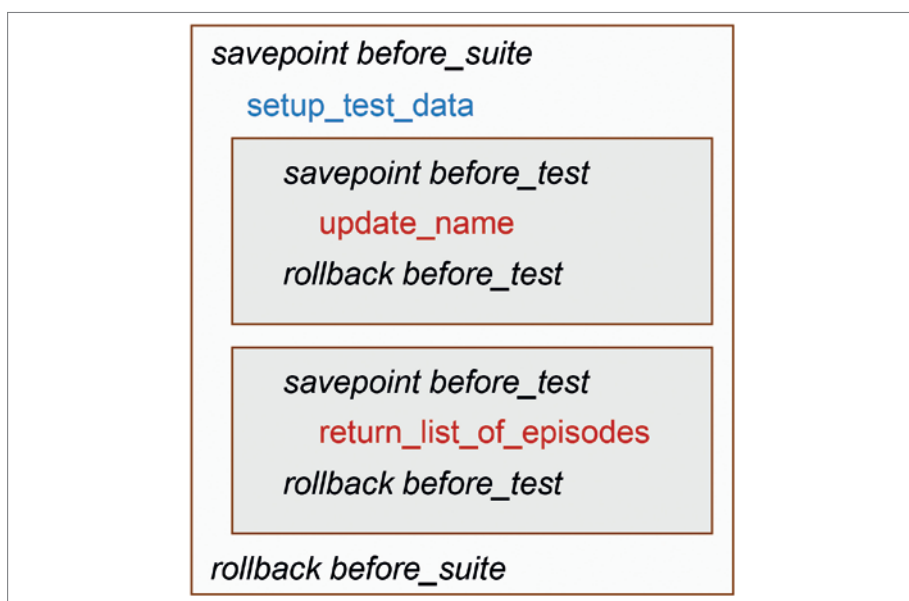 savepoint before_suite
setup_test_data
savepoint before_test
update_name
rollback before_test
savepoint before_test
return_list_of_episodes
rollback before_test
rollback before_suite